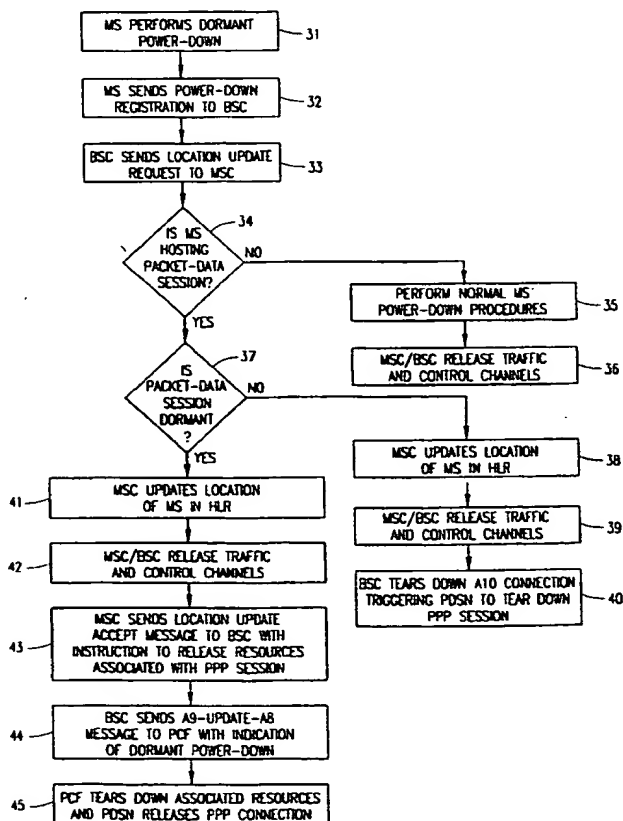 MS PERFORMS DORMANT
POWER-DOWN
31
MS SENDS POWER-DOWN
REGISTRATION TO BSC
32
BSC SENDS LOCATION UPDATE
REQUEST TO MSC
33
34
IS MS
HOSTING
PACKET-DATA
SESSION?
NO
YES
PERFORM NORMAL MS
POWER-DOWN PROCEDURES
35
MSC/BSC RELEASE TRAFFIC
AND CONTROL CHANNELS
36
37
IS
PACKET-DATA
SESSION
DORMANT
?
NO
YES
MSC UPDATES LOCATION
OF MS IN HLR
38
MSC/BSC RELEASE TRAFFIC
AND CONTROL CHANNELS
39
BSC TEARS DOWN A10 CONNECTION
TRIGGERING PDSN TO TEAR DOWN
PPP SESSION
40
41
MSC UPDATES LOCATION
OF MS IN HLR
42
MSC/BSC RELEASE TRAFFIC
AND CONTROL CHANNELS
43
MSC SENDS LOCATION UPDATE
ACCEPT MESSAGE TO BSC WITH
INSTRUCTION TO RELEASE RESOURCES
ASSOCIATED WITH PPP SESSION
44
BSC SENDS A9-UPDATE-A8
MESSAGE TO PCF WITH INDICATION
OF DORMANT POWER-DOWN
45
PCF TEARS DOWN ASSOCIATED RESOURCES
AND PDSN RELEASES PPP CONNECTION